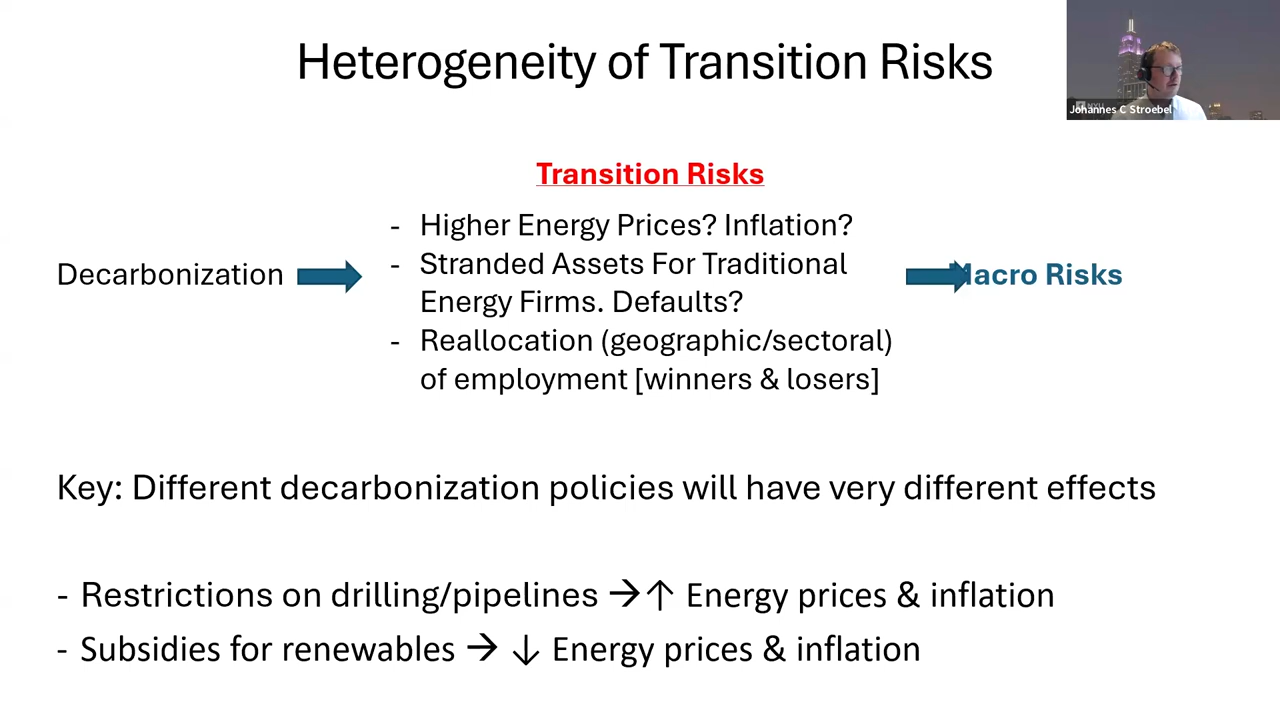 Heterogeneity of Transition Risks
Johannes C Stroebel
Transition Risks
- Higher Energy Prices? Inflation?
Decarbonization
- Stranded Assets For Traditional
Energy Firms. Defaults?
Macro Risks
- Reallocation (geographic/sectoral)
of employment [winners & losers]
Key: Different decarbonization policies will have very different effects
- Restrictions on drilling/pipelines →↑ Energy prices & inflation
- Subsidies for renewables → ↓ Energy prices & inflation